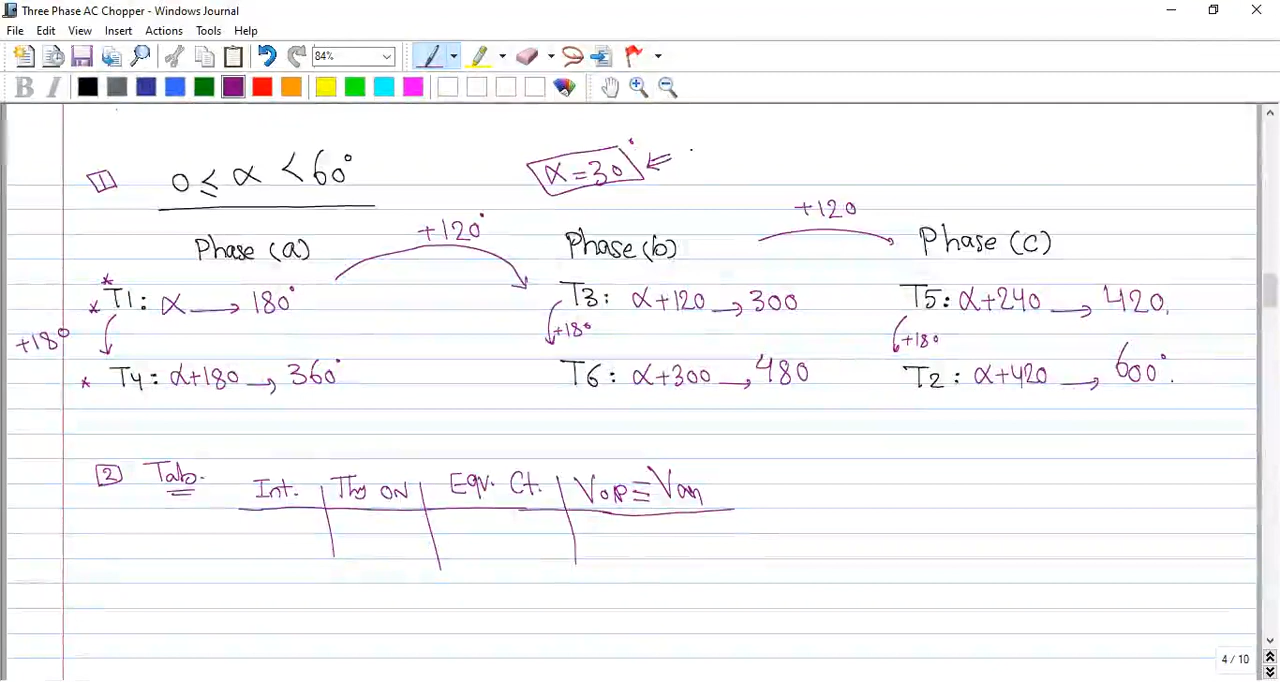 Three Phase AC Chopper - Windows Journal
File Edit View Insert Actions Tools Help
84%
B I
1 0 ≤ α < 60° α = 30°
+120° +120
Phase (a) Phase (b) Phase (c)
* T1: α → 180° T3: α+120 → 300 T5: α+240 → 420
+180 +180 +180
* T4: α+180 → 360° T6: α+300 → 480 T2: α+420 → 600°
2 Tab.
Int. Thy ON Eqv. Ct. Vop ≡ Van
4 / 10